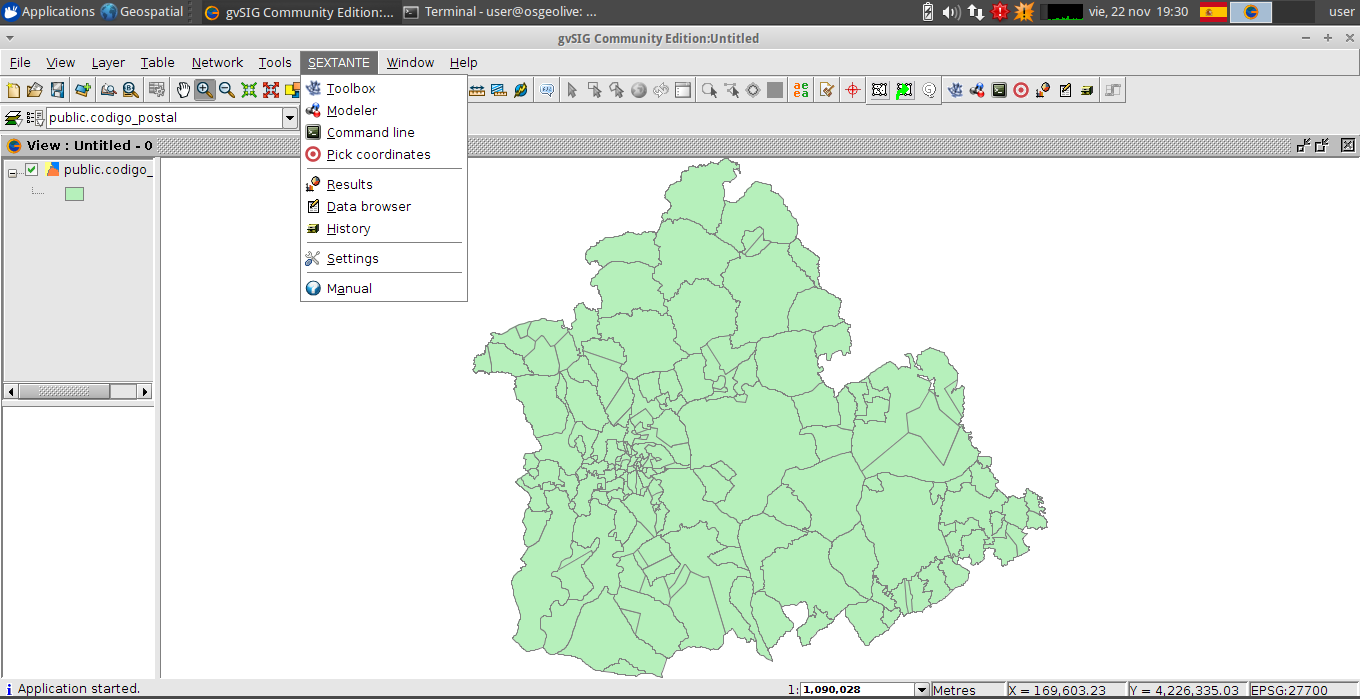 Applications Geospatial gvSIG Community Edition:... Terminal - user@osgeolive: ... vie, 22 nov 19:30 user
gvSIG Community Edition:Untitled
File View Layer Table Network Tools SEXTANTE Window Help
Toolbox
Modeler
Command line
Pick coordinates
Results
Data browser
History
Settings
Manual
public.codigo_postal
View : Untitled - 0
public.codigo_
Application started. 1: 1,090,028 Metres X = 169,603.23 Y = 4,226,335.03 EPSG:27700